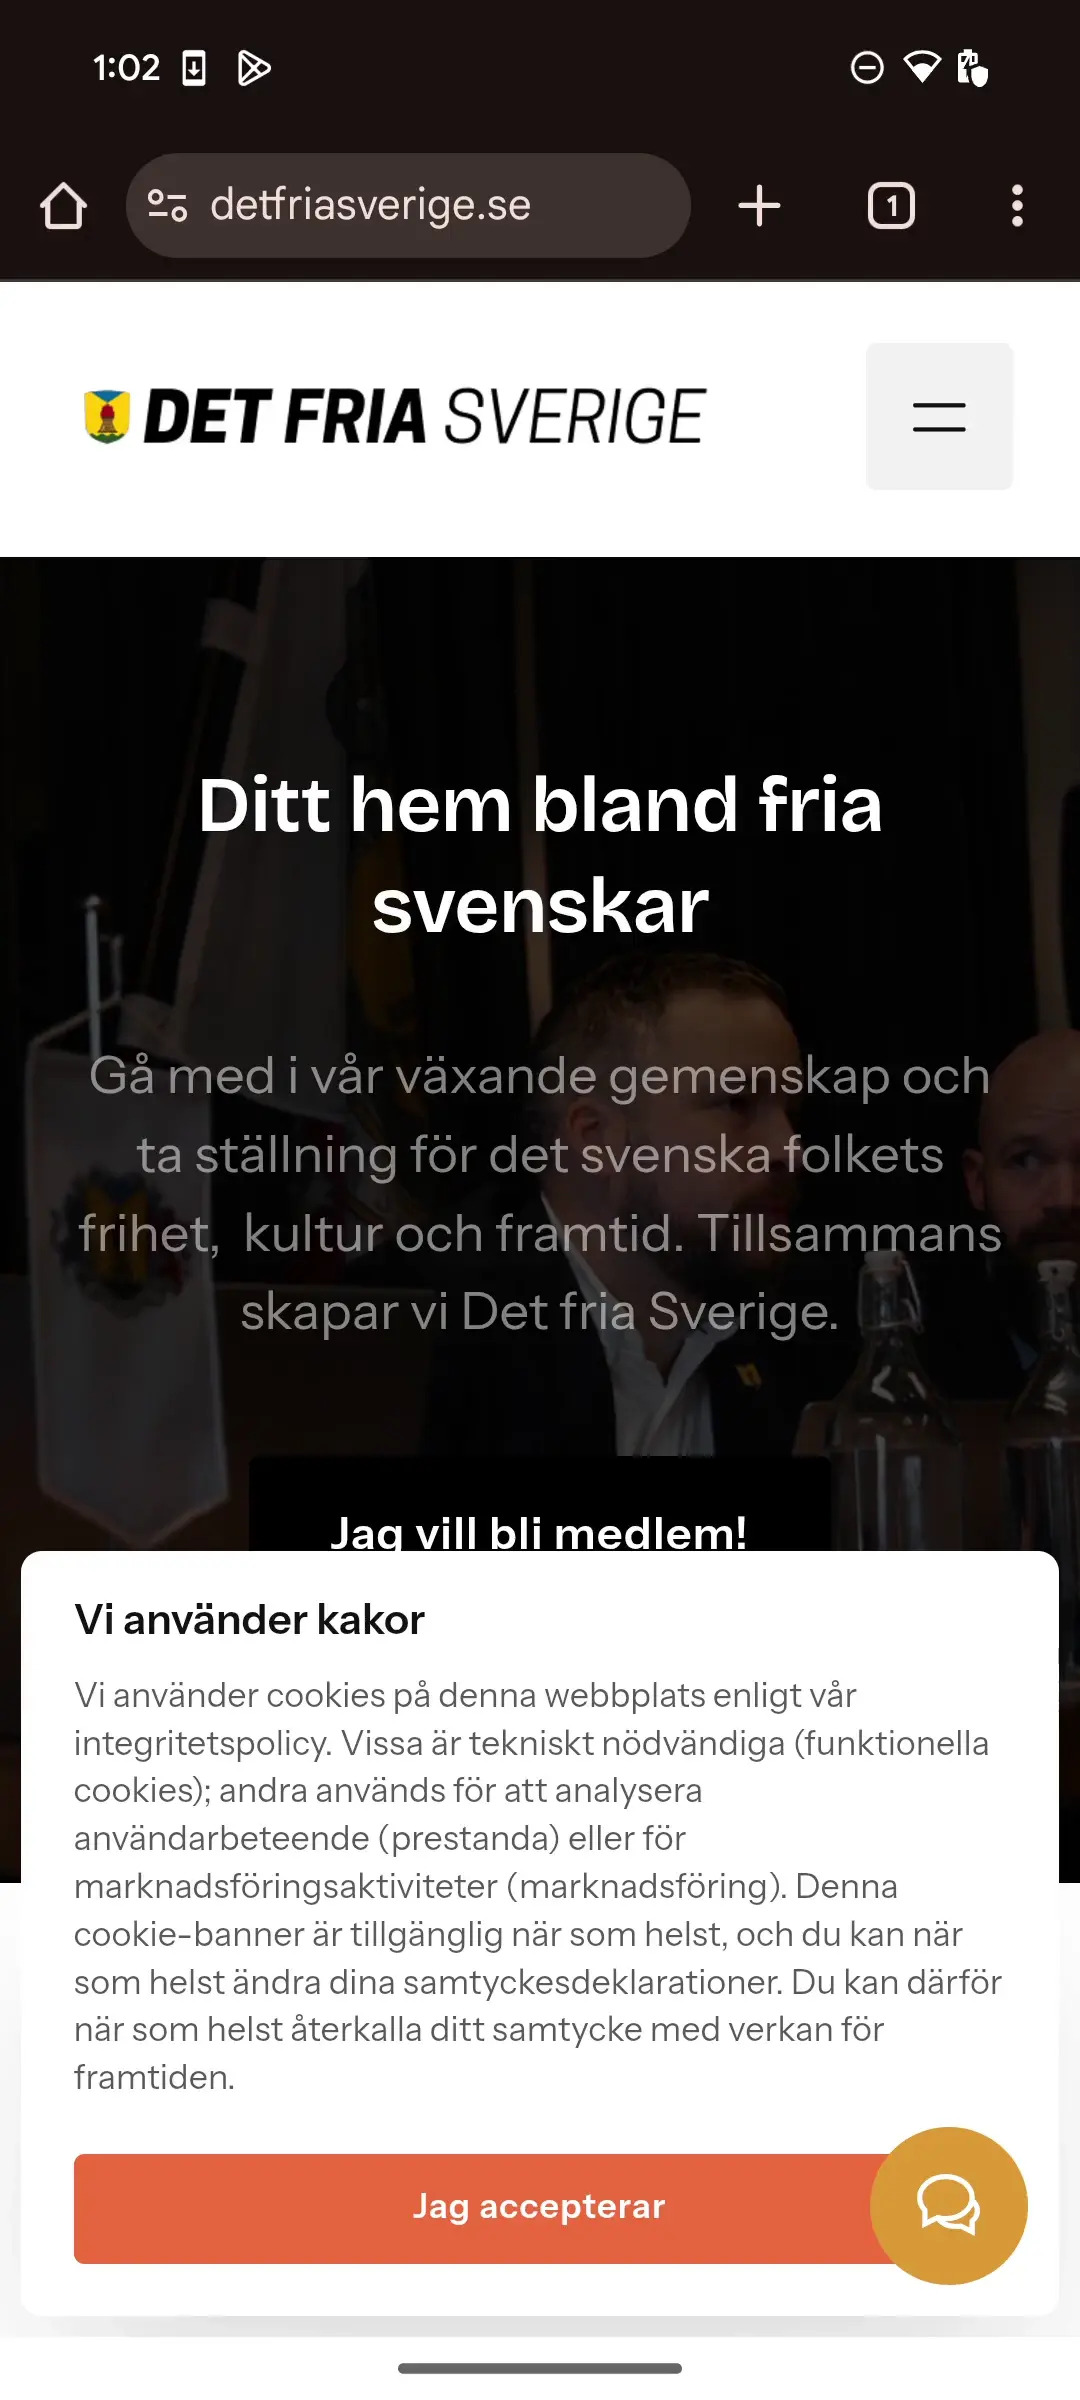 1:02
detfriasverige.se
1
DET FRIA SVERIGE
Ditt hem bland fria
svenskar
Gå med i vår växande gemenskap och
ta ställning för det svenska folkets
frihet, kultur och framtid. Tillsammans
skapar vi Det fria Sverige.
Jag vill bli medlem!
Vi använder kakor
Vi använder cookies på denna webbplats enligt vår
integritetspolicy. Vissa är tekniskt nödvändiga (funktionella
cookies); andra används för att analysera
användarbeteende (prestanda) eller för
marknadsföringsaktiviteter (marknadsföring). Denna
cookie-banner är tillgänglig när som helst, och du kan när
som helst ändra dina samtyckesdeklarationer. Du kan därför
när som helst återkalla ditt samtycke med verkan för
framtiden.
Jag accepterar